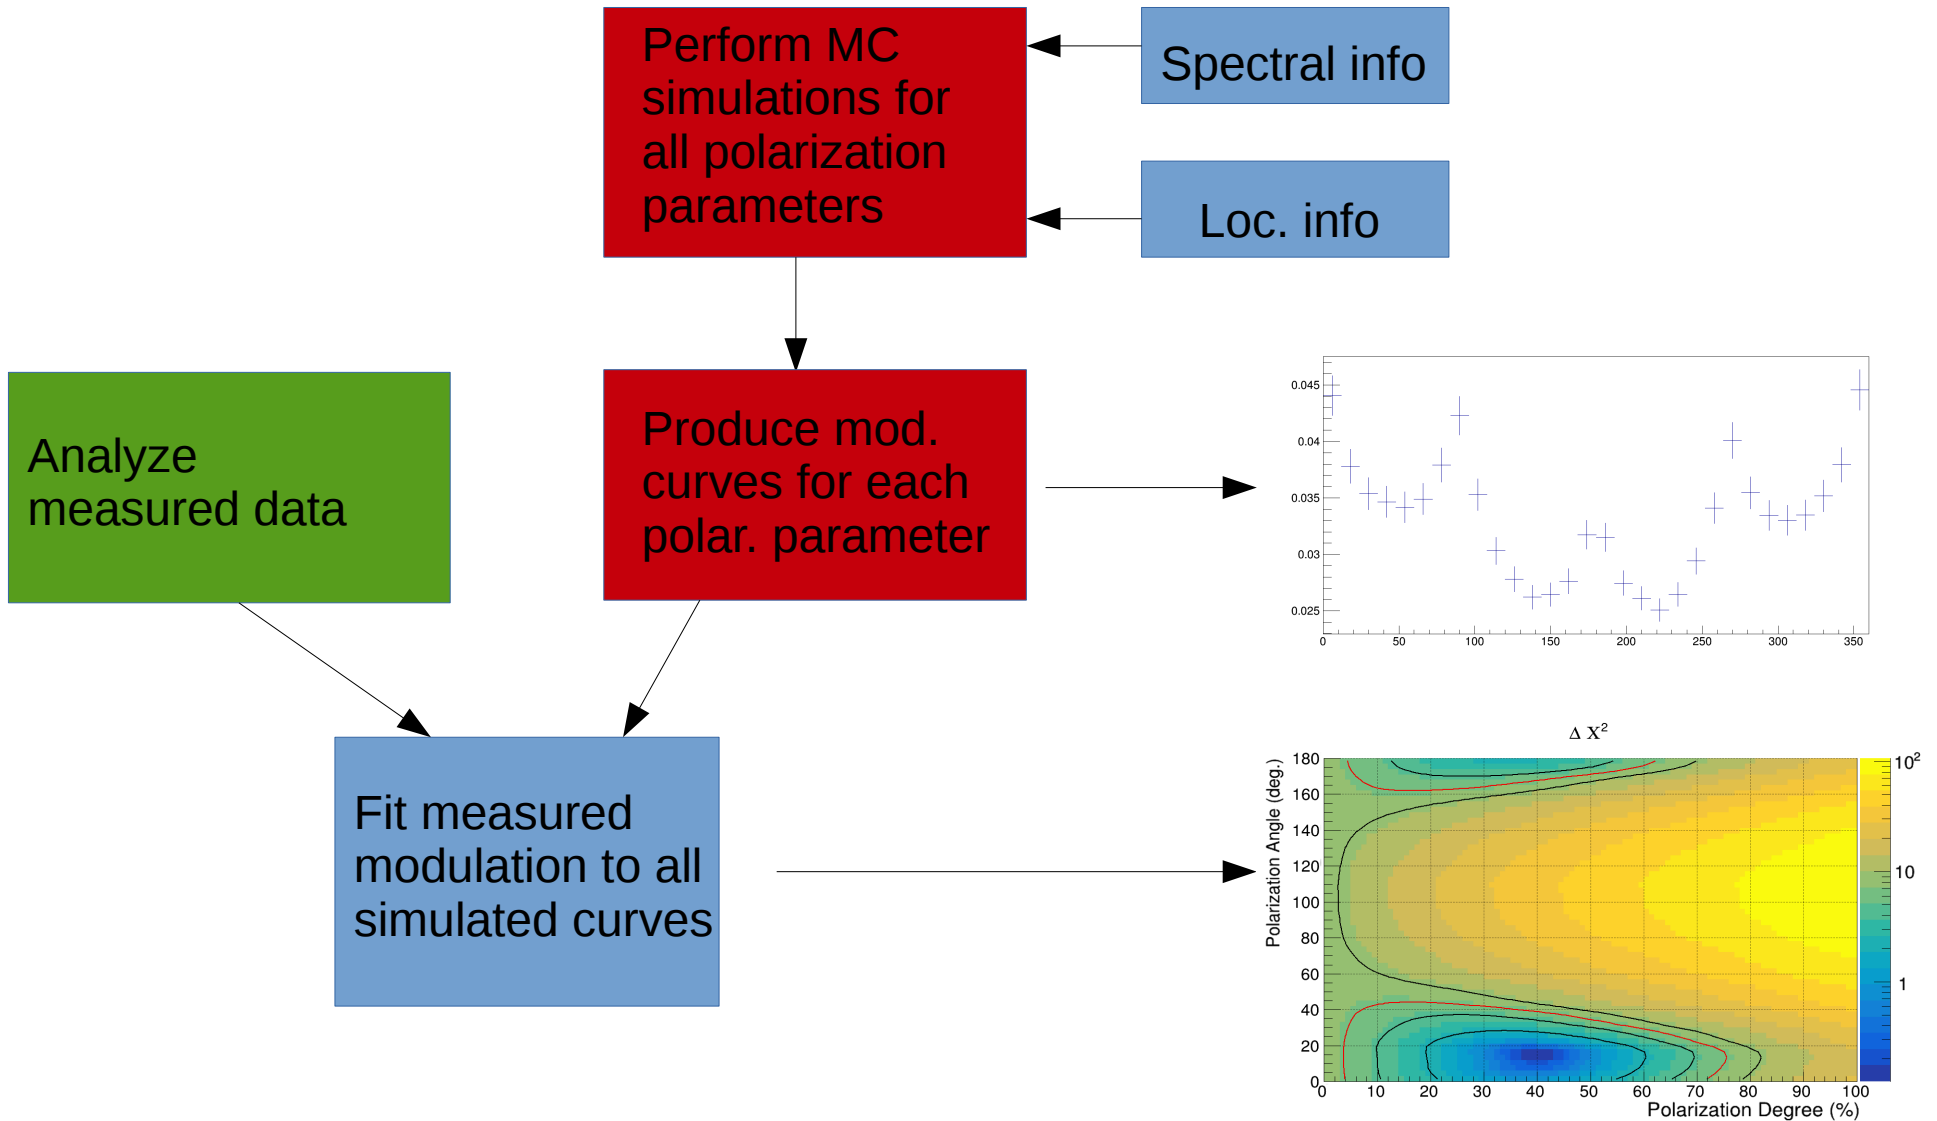 Perform MC
simulations for
all polarization
parameters
Spectral info
Loc. info
Analyze
measured data
Produce mod.
curves for each
polar. parameter
0.045
0.04
0.035
0.03
0.025
0 50 100 150 200 250 300 350
Fit measured
modulation to all
simulated curves
Δ X²
Polarization Angle (deg.)
180
160
140
120
100
80
60
40
20
0
0 10 20 30 40 50 60 70 80 90 100
Polarization Degree (%)
10²
10
1